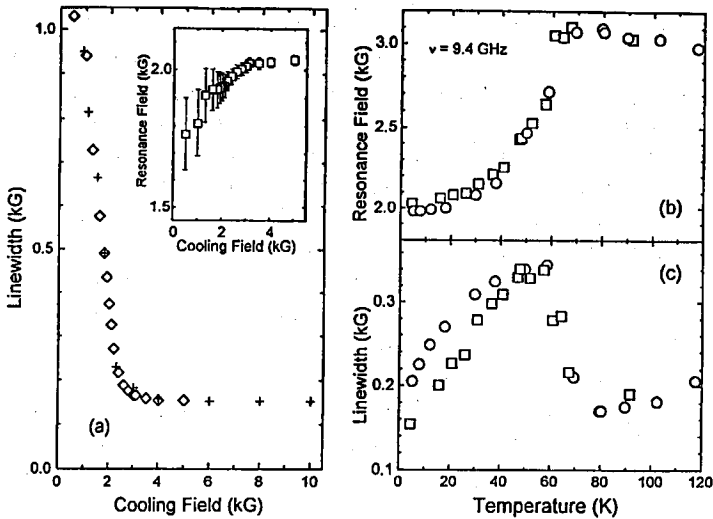 1.0
0.5
0.0
Linewidth (kG)
0
2
4
6
8
10
Cooling Field (kG)
(a)
2.0
1.5
Resonance Field (kG)
0
1
2
3
4
5
Cooling Field (kG)
3.0
2.5
2.0
Resonance Field (kG)
ν = 9.4 GHz
(b)
0.3
0.2
0.1
Linewidth (kG)
(c)
0
20
40
60
80
100
120
Temperature (K)